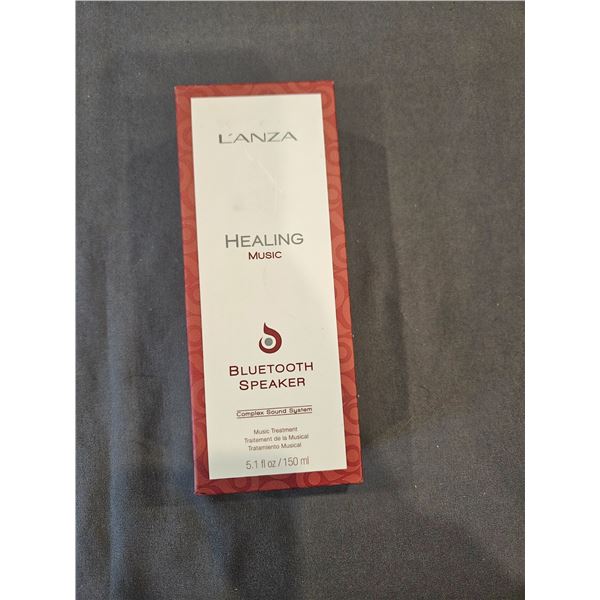 L'ANZA
HEALING
MUSIC
BLUETOOTH
SPEAKER
Complex Sound System
Music Treatment
Traitement de la Musical
Tratamiento Musical
5.1 fl oz / 150 ml